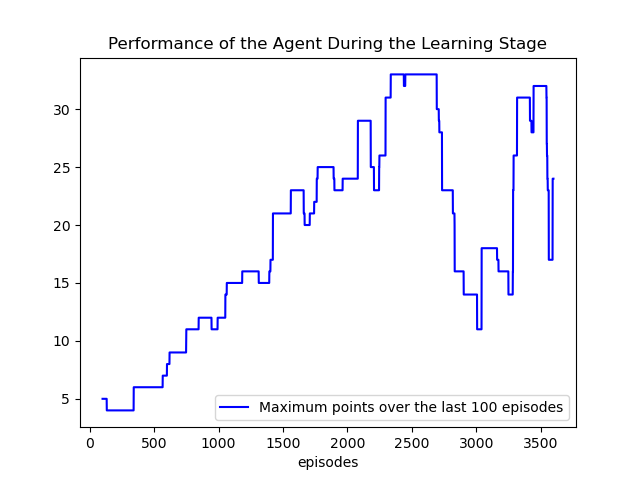 Performance of the Agent During the Learning Stage
30
25
20
15
10
5
Maximum points over the last 100 episodes
0 500 1000 1500 2000 2500 3000 3500
episodes